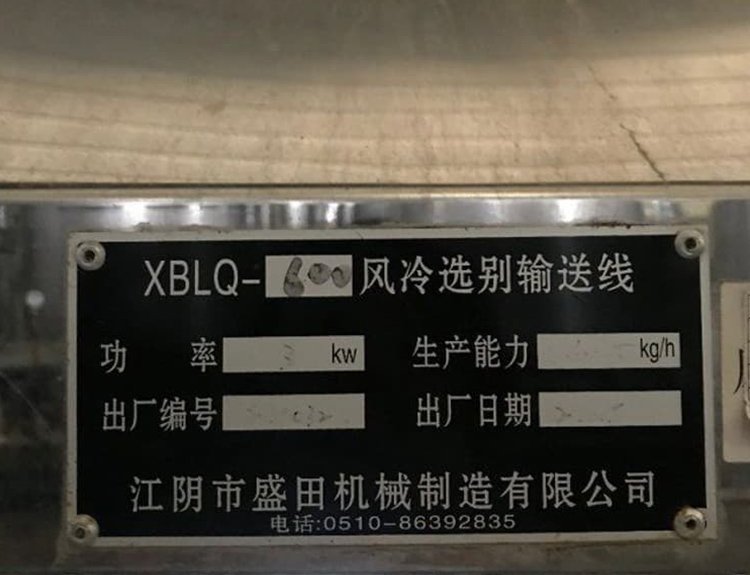 XBLQ-600风冷选别输送线
功率 3 kw 生产能力 kg/h
出厂编号 出厂日期
江阴市盛田机械制造有限公司
电话:0510-86392835